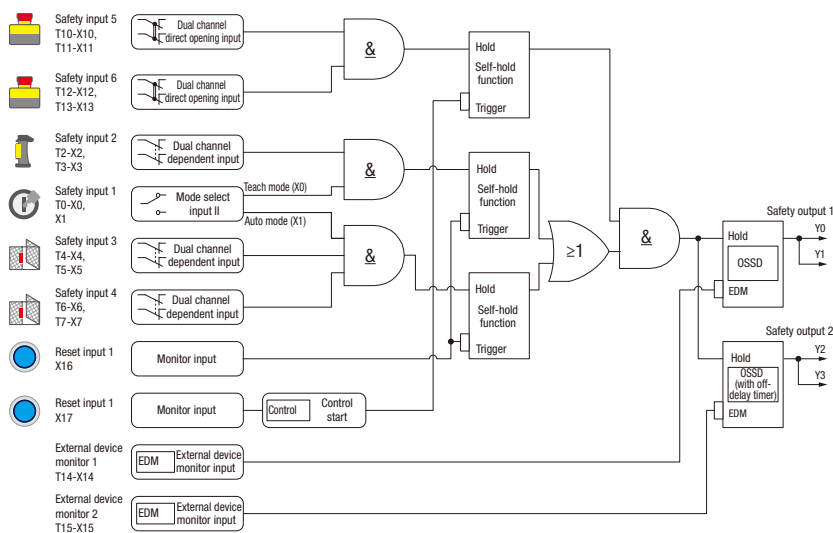 Safety input 5
T10-X10,
T11-X11
Dual channel
direct opening input
&
Hold
Self-hold
function
Trigger
Safety input 6
T12-X12,
T13-X13
Dual channel
direct opening input
Safety input 2
T2-X2,
T3-X3
Dual channel
dependent input
&
Hold
Self-hold
function
Trigger
Safety input 1
T0-X0,
X1
Mode select
input II
Teach mode (X0)
Auto mode (X1)
Safety input 3
T4-X4,
T5-X5
Dual channel
dependent input
&
Hold
Self-hold
function
Trigger
≥1
&
Safety output 1
Hold
OSSD
EDM
Y0
Y1
Safety input 4
T6-X6,
T7-X7
Dual channel
dependent input
Safety output 2
Hold
OSSD
(with off-
delay timer)
EDM
Y2
Y3
Reset input 1
X16
Monitor input
Reset input 1
X17
Monitor input
Control
Control
start
External device
monitor 1
T14-X14
EDM
External device
monitor input
External device
monitor 2
T15-X15
EDM
External device
monitor input